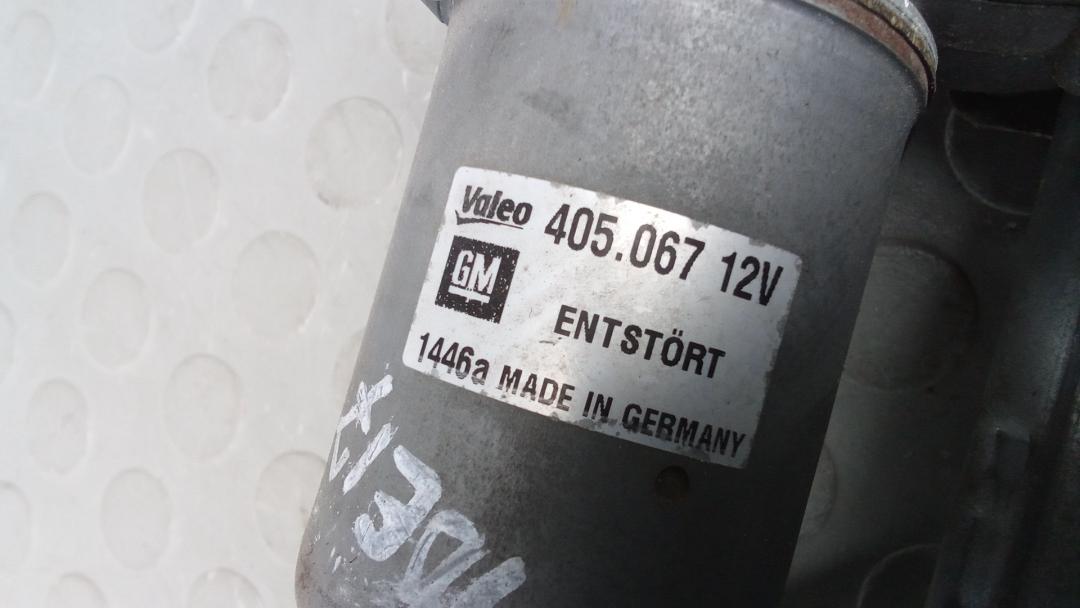 Valeo 405.067 12V
GM
ENTSTÖRT
1446a MADE IN GERMANY